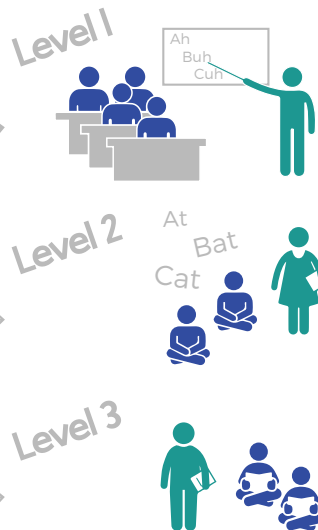 Level 1
Ah
Buh
Cuh
Level 2
At
Bat
Cat
Level 3